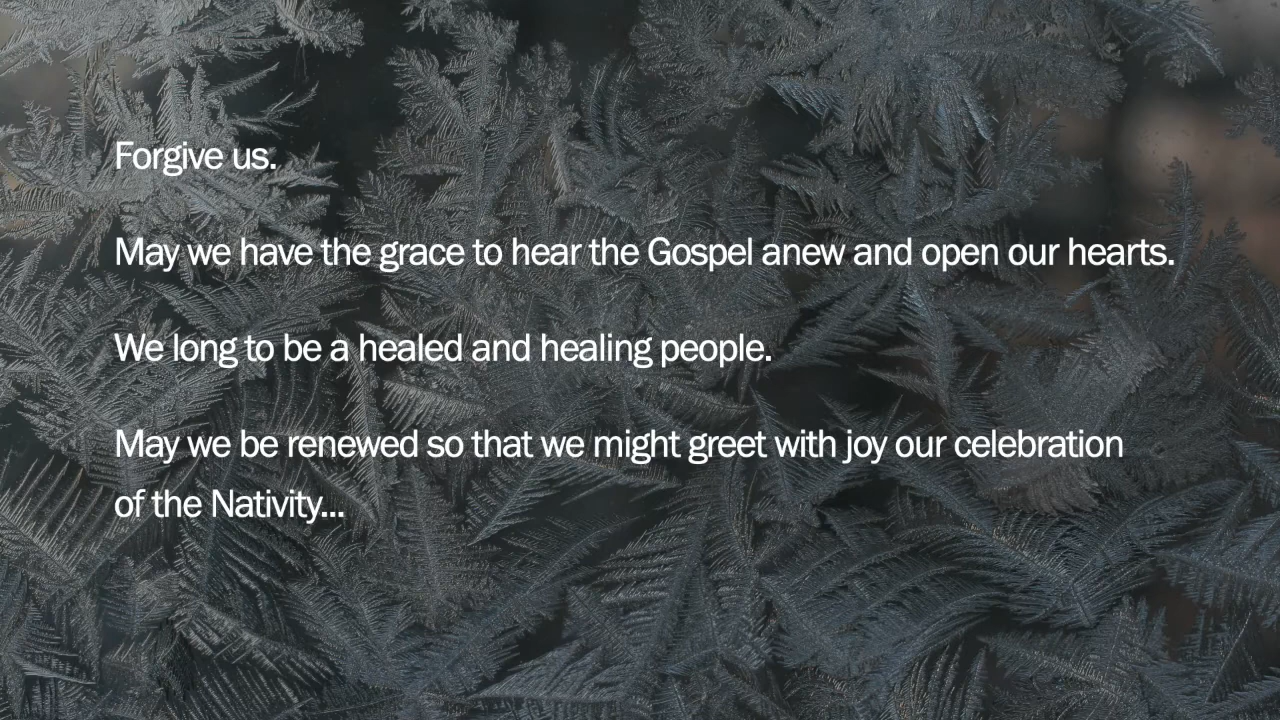 Forgive us.
May we have the grace to hear the Gospel anew and open our hearts.
We long to be a healed and healing people.
May we be renewed so that we might greet with joy our celebration
of the Nativity...